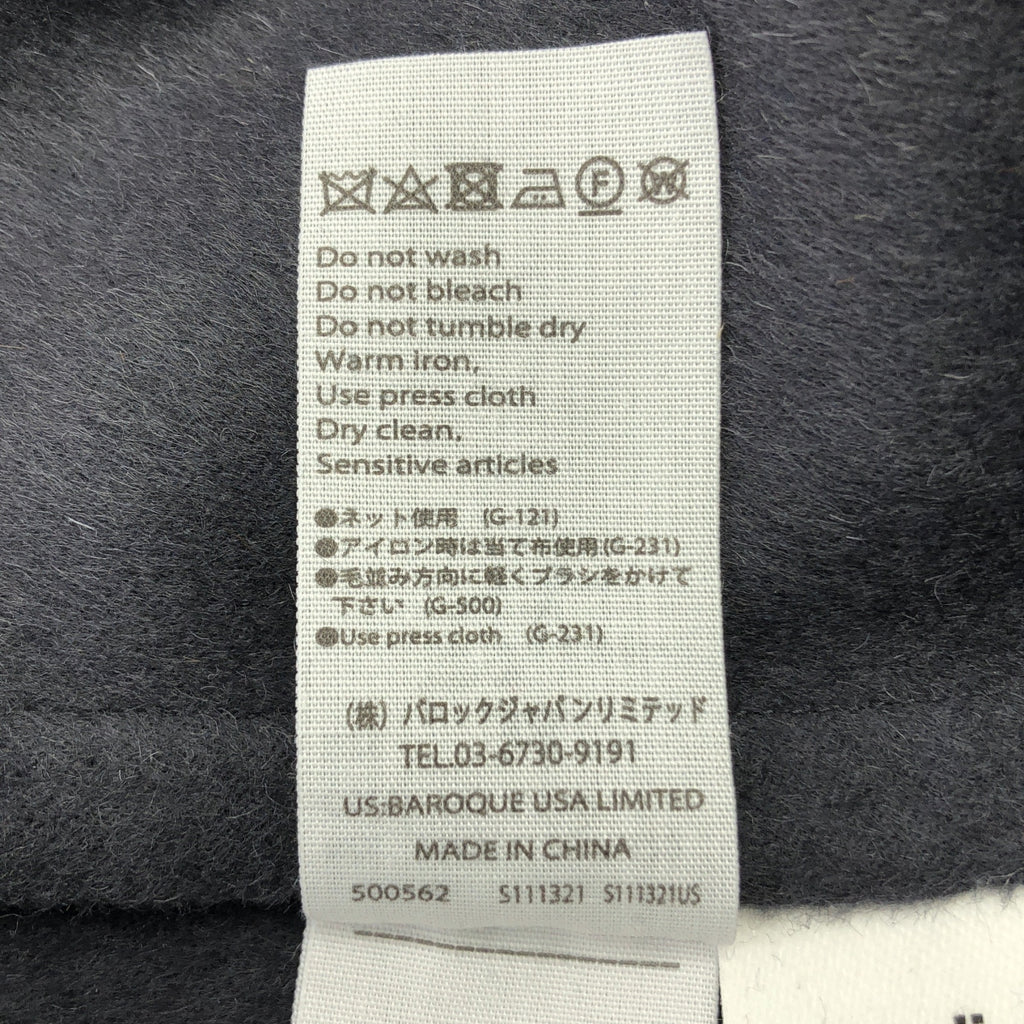 F W
Do not wash
Do not bleach
Do not tumble dry
Warm iron,
Use press cloth
Dry clean,
Sensitive articles
●ネット使用 (G-121)
●アイロン時は当て布使用(G-231)
●毛並み方向に軽くブラシをかけて
下さい (G-500)
●Use press cloth (G-231)
(株) バロックジャパンリミテッド
TEL.03-6730-9191
US:BAROQUE USA LIMITED
MADE IN CHINA
500562 S111321 S111321US